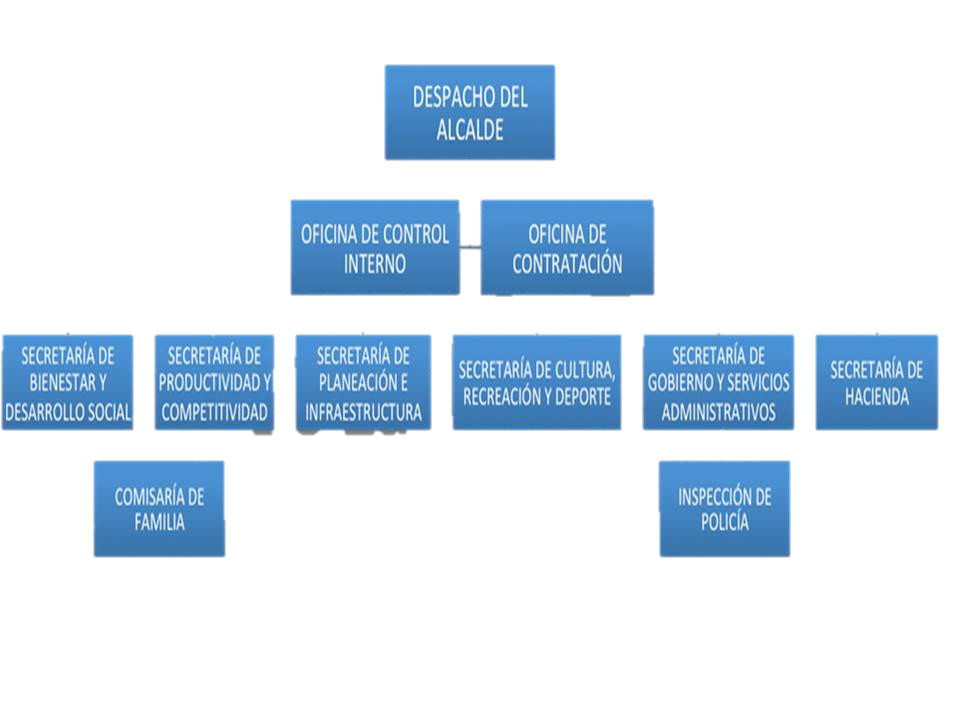 DESPACHO DEL
ALCALDE
OFICINA DE CONTROL
INTERNO
OFICINA DE
CONTRATACIÓN
SECRETARÍA DE
BIENESTAR Y
DESARROLLO SOCIAL
SECRETARÍA DE
PRODUCTIVIDAD Y
COMPETITIVIDAD
SECRETARÍA DE
PLANEACIÓN E
INFRAESTRUCTURA
SECRETARÍA DE CULTURA,
RECREACIÓN Y DEPORTE
SECRETARÍA DE
GOBIERNO Y SERVICIOS
ADMINISTRATIVOS
SECRETARÍA DE
HACIENDA
COMISARÍA DE
FAMILIA
INSPECCIÓN DE
POLICÍA